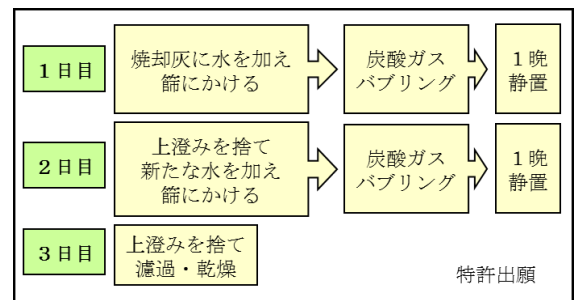 1日目
焼却灰に水を加え
篩にかける
炭酸ガス
バブリング
1晩
静置
2日目
上澄みを捨て
新たな水を加え
篩にかける
炭酸ガス
バブリング
1晩
静置
3日目
上澄みを捨て
濾過・乾燥
特許出願